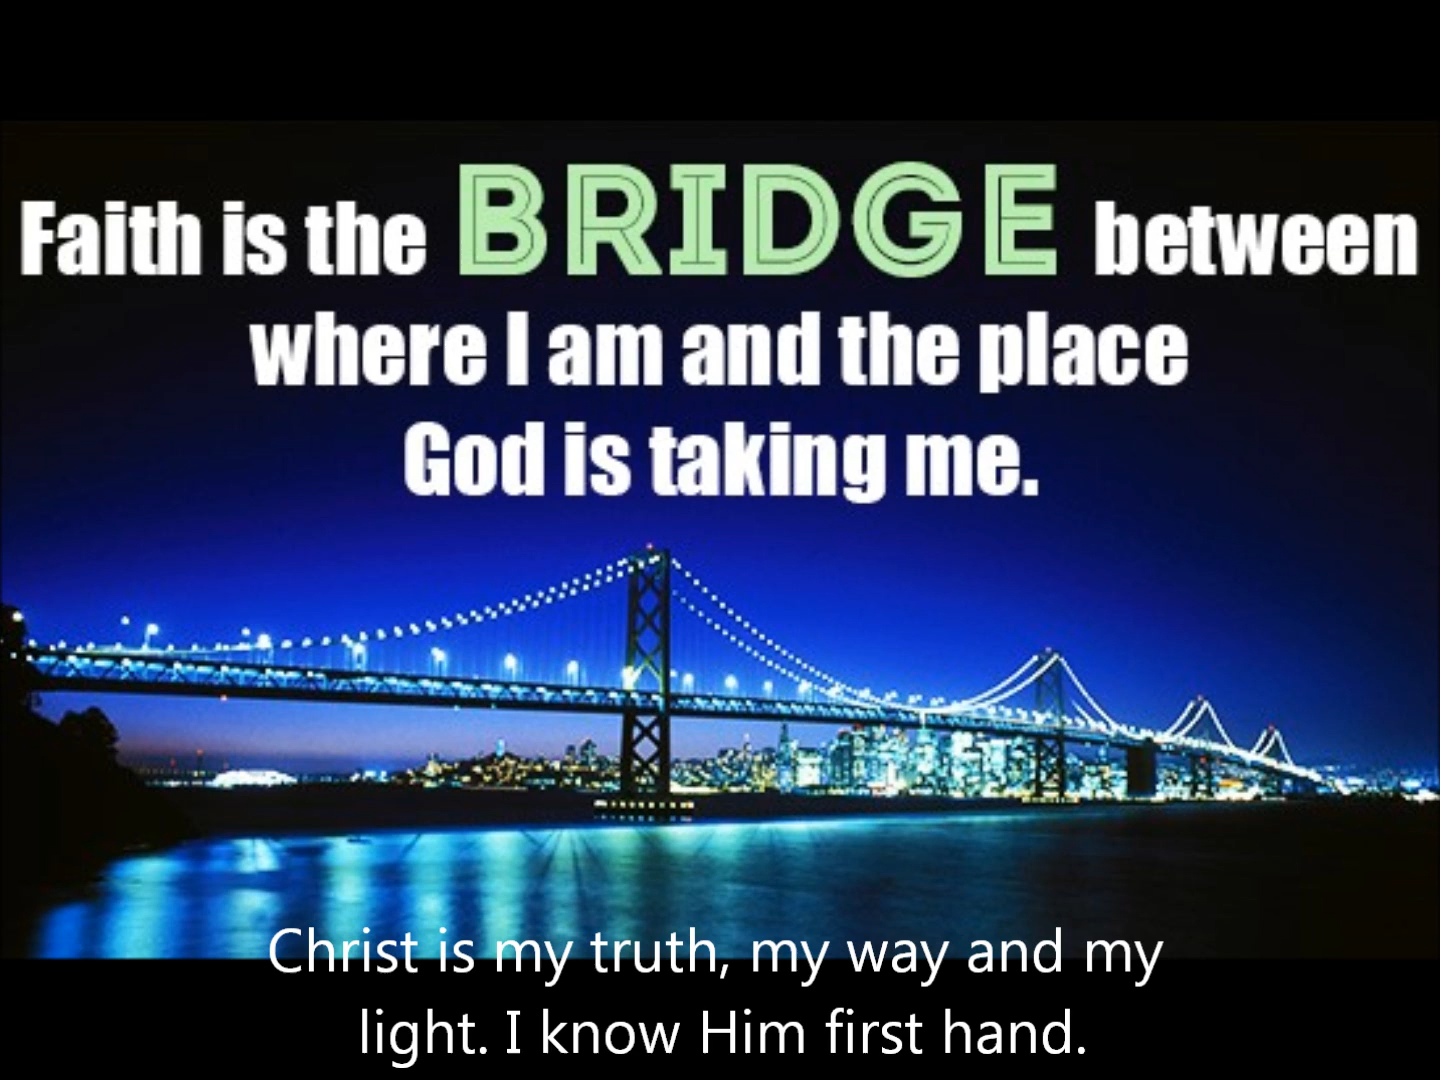 Faith is the BRIDGE between
where I am and the place
God is taking me.
Christ is my truth, my way and my
light. I know Him first hand.